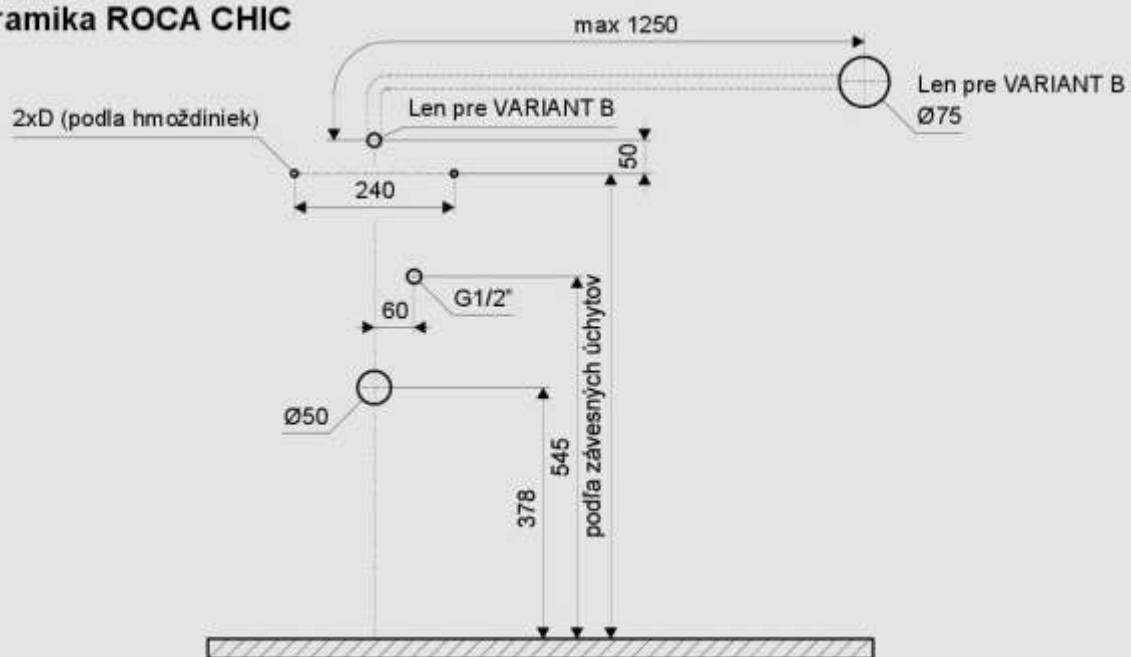 ramika ROCA CHIC
max 1250
Len pre VARIANT B
Ø75
2xD (podla hmoždiniek)
Len pre VARIANT B
50
240
G1/2"
60
Ø50
378
545
podľa závesných úchytov